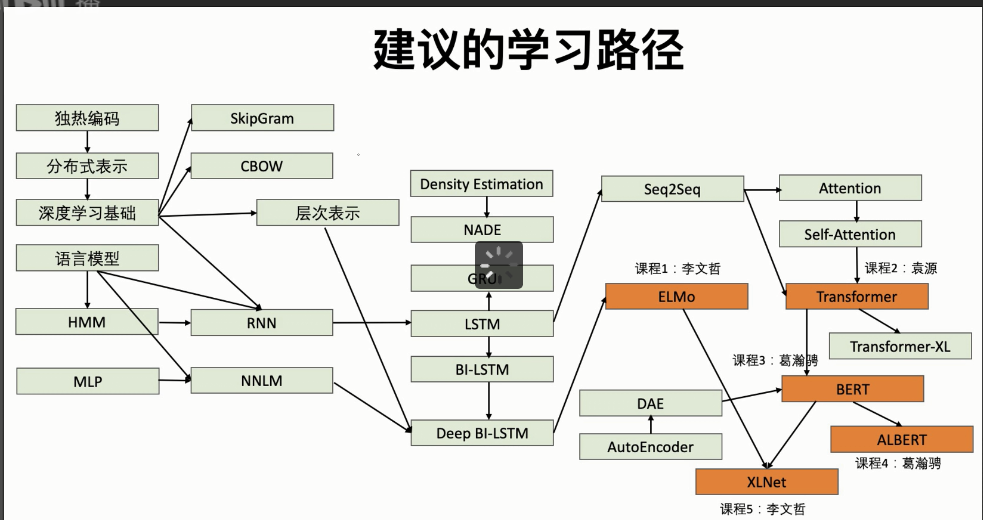 建议的学习路径
独热编码
分布式表示
深度学习基础
语言模型
HMM
MLP
SkipGram
CBOW
层次表示
RNN
NNLM
Density Estimation
NADE
GRU
LSTM
BI-LSTM
Deep BI-LSTM
Seq2Seq
课程1：李文哲
ELMo
DAE
AutoEncoder
Attention
Self-Attention
课程2：袁源
Transformer
Transformer-XL
课程3：葛瀚骋
BERT
ALBERT
课程4：葛瀚骋
XLNet
课程5：李文哲